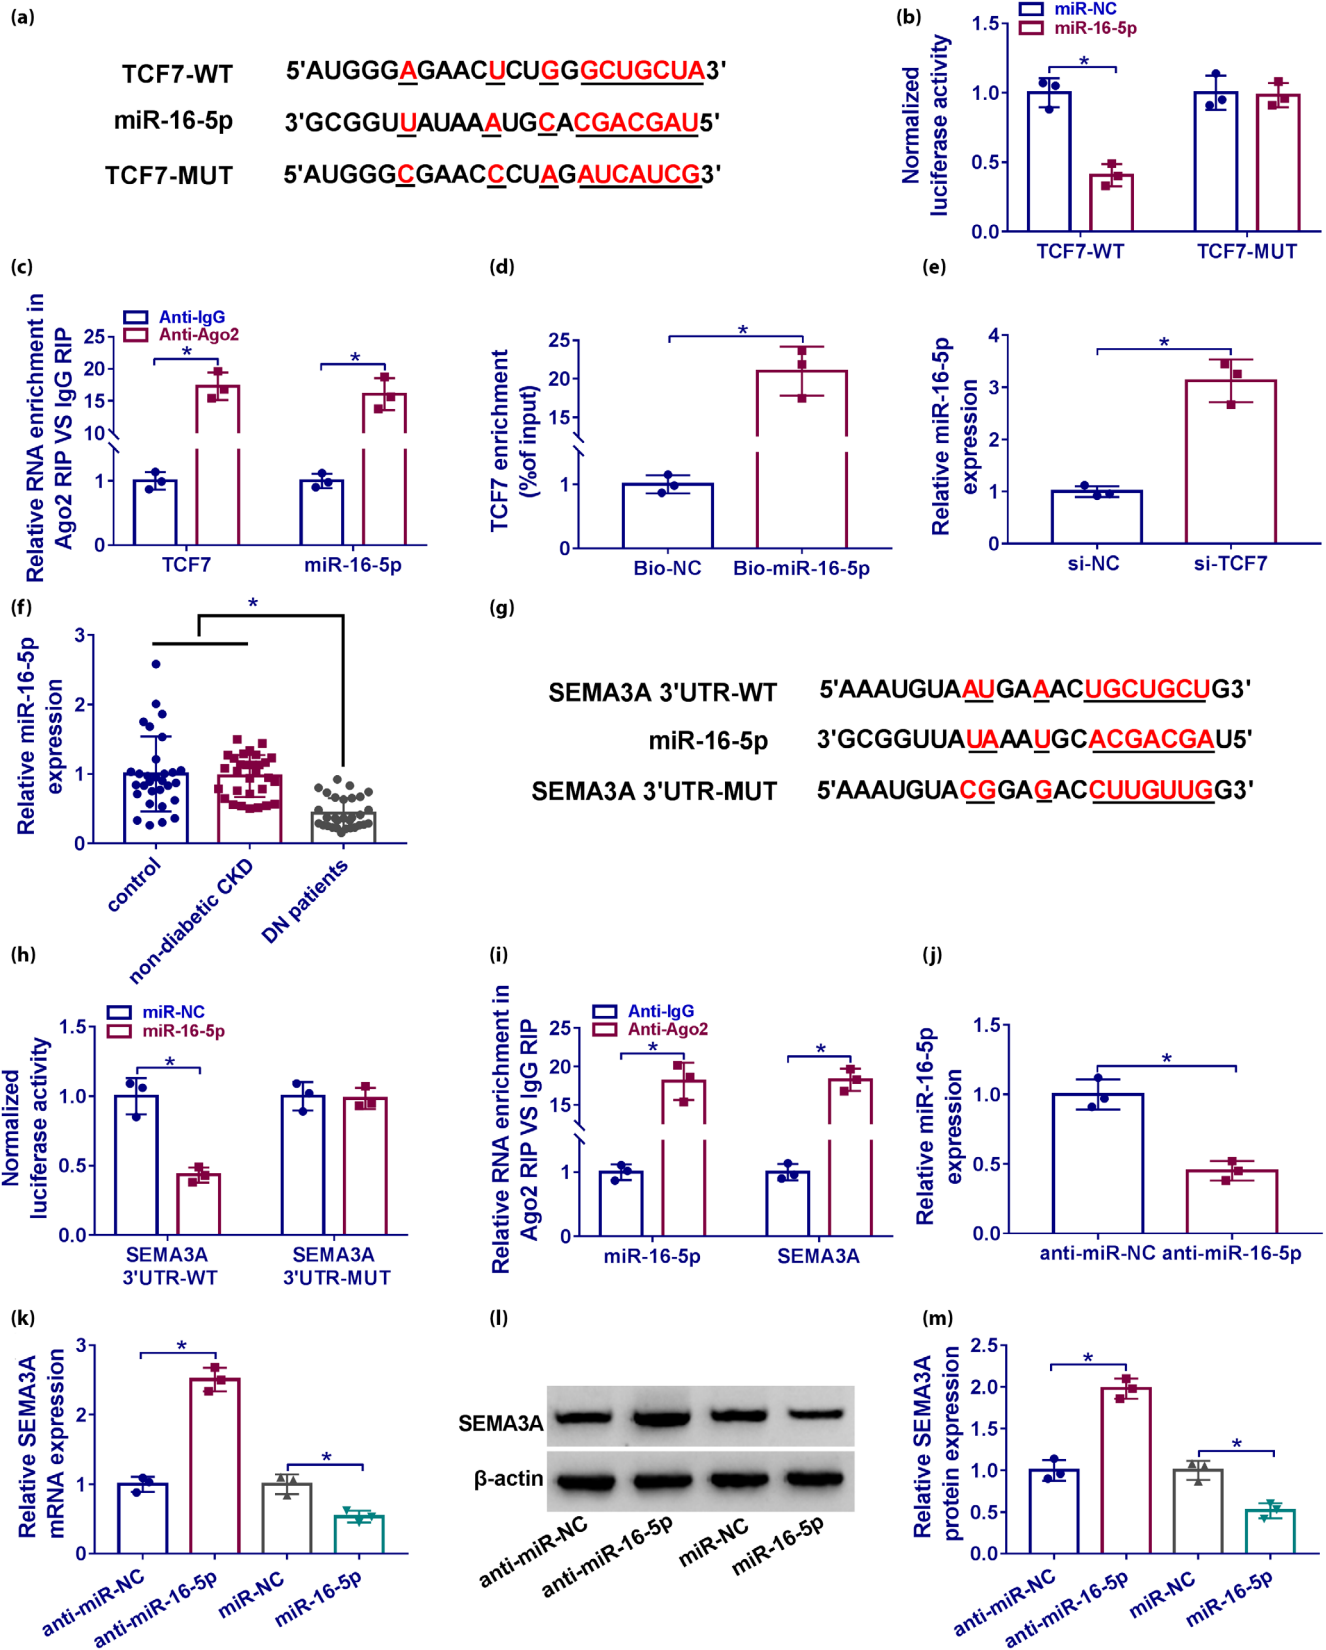 (a)
TCF7-WT 5'AUGGGAGAACUCUGGGCUGCUA3'
miR-16-5p 3'GCGGUUAUAAAUGCACGACGAU5'
TCF7-MUT 5'AUGGGCGAACCCUAGAUCAUCG3'
(b)
miR-NC
miR-16-5p
Normalized
luciferase activity
1.5
1.0
0.5
0.0
*
TCF7-WT TCF7-MUT
(c)
Anti-IgG
Anti-Ago2
Relative RNA enrichment in
Ago2 RIP VS IgG RIP
25
20
15
10
1
0
* *
TCF7 miR-16-5p
(d)
TCF7 enrichment
(%of input)
25
20
15
1
0
*
Bio-NC Bio-miR-16-5p
(e)
Relative miR-16-5p
expression
4
3
2
1
0
*
si-NC si-TCF7
(f)
Relative miR-16-5p
expression
3
2
1
0
*
control
non-diabetic CKD
DN patients
(g)
SEMA3A 3'UTR-WT 5'AAAUGUAAUGAAACUGCUGCUG3'
miR-16-5p 3'GCGGUUAUAAAUGCACGACGAU5'
SEMA3A 3'UTR-MUT 5'AAAUGUACGGAGACCUUGUUGG3'
(h)
miR-NC
miR-16-5p
Normalized
luciferase activity
1.5
1.0
0.5
0.0
*
SEMA3A SEMA3A
3'UTR-WT 3'UTR-MUT
(i)
Anti-IgG
Anti-Ago2
Relative RNA enrichment in
Ago2 RIP VS IgG RIP
25
20
15
1
0
* *
miR-16-5p SEMA3A
(j)
Relative miR-16-5p
expression
1.5
1.0
0.5
0.0
*
anti-miR-NC anti-miR-16-5p
(k)
Relative SEMA3A
mRNA expression
3
2
1
0
* *
anti-miR-NC
anti-miR-16-5p
miR-NC
miR-16-5p
(l)
SEMA3A
β-actin
anti-miR-NC
anti-miR-16-5p
miR-NC
miR-16-5p
(m)
Relative SEMA3A
protein expression
2.5
2.0
1.5
1.0
0.5
0.0
* *
anti-miR-NC
anti-miR-16-5p
miR-NC
miR-16-5p